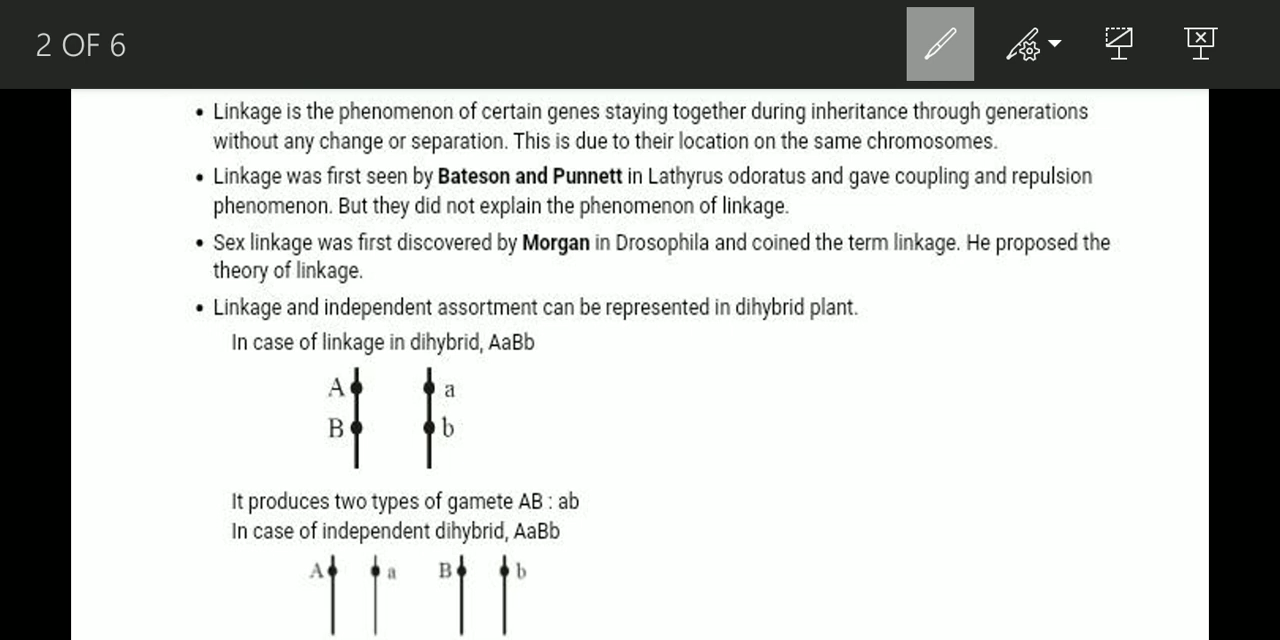 2 OF 6
• Linkage is the phenomenon of certain genes staying together during inheritance through generations
without any change or separation. This is due to their location on the same chromosomes.
• Linkage was first seen by Bateson and Punnett in Lathyrus odoratus and gave coupling and repulsion
phenomenon. But they did not explain the phenomenon of linkage.
• Sex linkage was first discovered by Morgan in Drosophila and coined the term linkage. He proposed the
theory of linkage.
• Linkage and independent assortment can be represented in dihybrid plant.
In case of linkage in dihybrid, AaBb
A a
B b
It produces two types of gamete AB : ab
In case of independent dihybrid, AaBb
A a B b